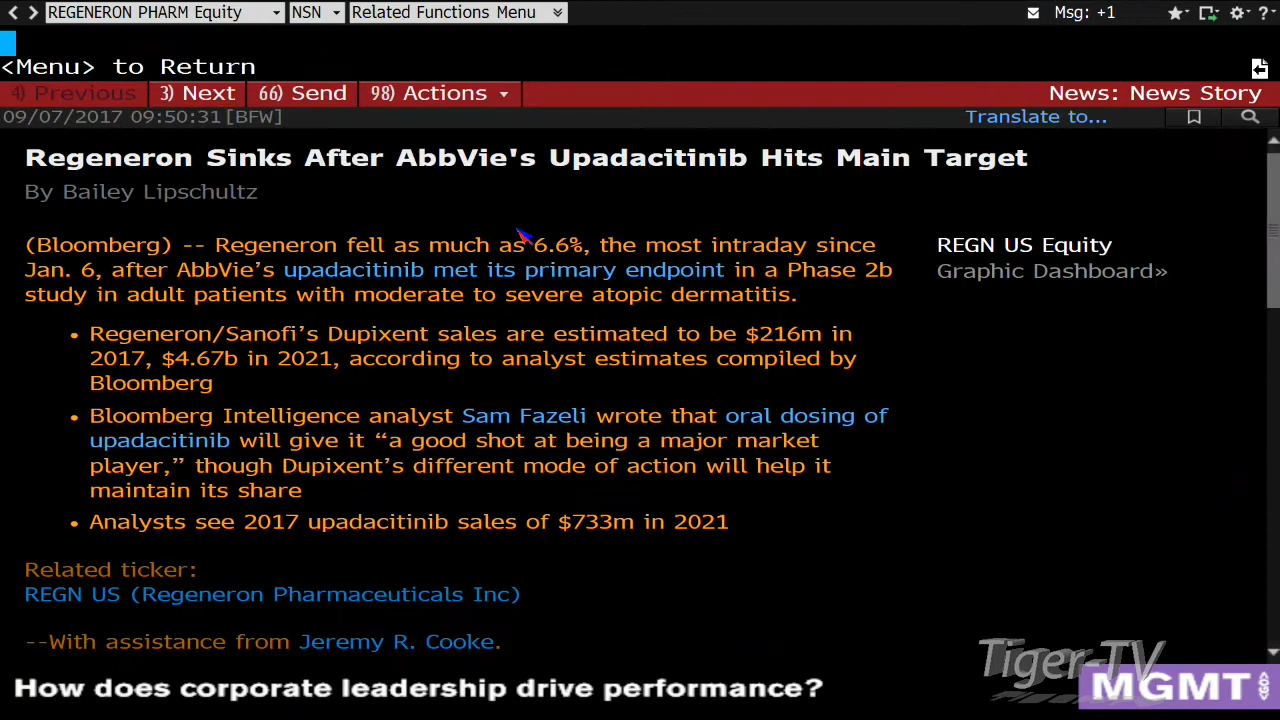 REGENERON PHARM Equity NSN Related Functions Menu Msg: +1
<Menu> to Return
4) Previous 3) Next 66) Send 98) Actions News: News Story
09/07/2017 09:50:31 [BFW] Translate to...
Regeneron Sinks After AbbVie's Upadacitinib Hits Main Target
By Bailey Lipschultz
(Bloomberg) -- Regeneron fell as much as 6.6%, the most intraday since
Jan. 6, after AbbVie's upadacitinib met its primary endpoint in a Phase 2b
study in adult patients with moderate to severe atopic dermatitis.
REGN US Equity
Graphic Dashboard»
• Regeneron/Sanofi's Dupixent sales are estimated to be $216m in
2017, $4.67b in 2021, according to analyst estimates compiled by
Bloomberg
• Bloomberg Intelligence analyst Sam Fazeli wrote that oral dosing of
upadacitinib will give it “a good shot at being a major market
player,” though Dupixent's different mode of action will help it
maintain its share
• Analysts see 2017 upadacitinib sales of $733m in 2021
Related ticker:
REGN US (Regeneron Pharmaceuticals Inc)
--With assistance from Jeremy R. Cooke.
Tiger-TV
How does corporate leadership drive performance?
MGMT